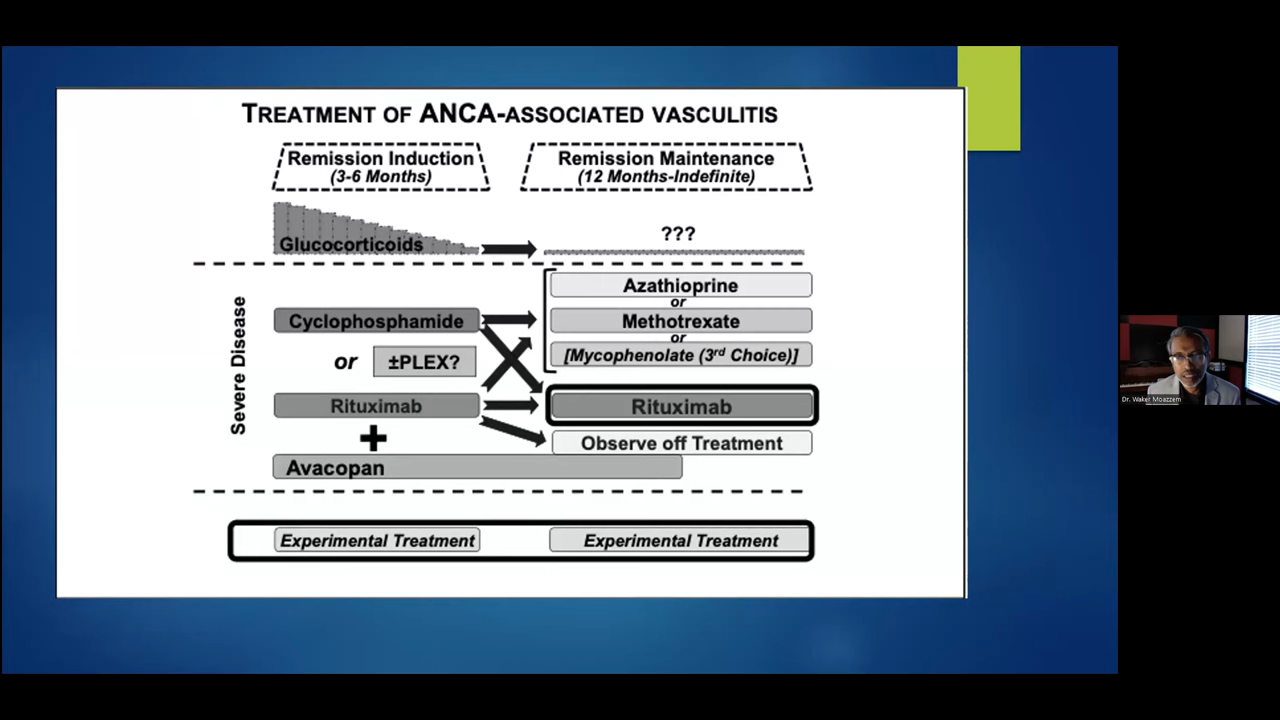 TREATMENT OF ANCA-ASSOCIATED VASCULITIS
Remission Induction
(3-6 Months)
Remission Maintenance
(12 Months-Indefinite)
Glucocorticoids
???
Severe Disease
Cyclophosphamide
or
±PLEX?
Rituximab
+
Avacopan
Azathioprine
or
Methotrexate
or
[Mycophenolate (3rd Choice)]
Rituximab
Observe off Treatment
Experimental Treatment
Experimental Treatment
Dr. Waker Moazzem